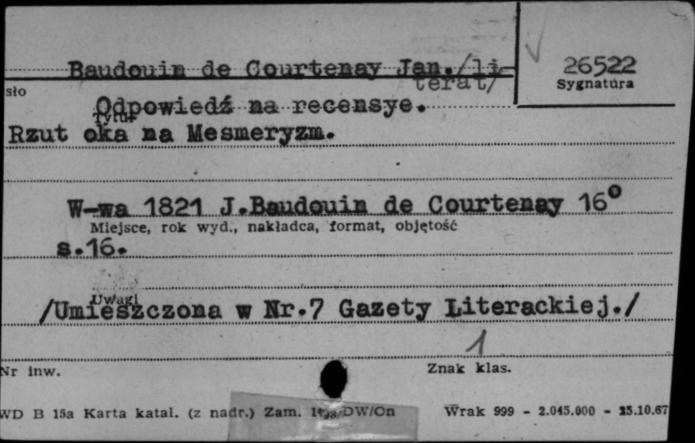 Baudouin de Courtenay Jan./li-
terat/
26522
Sygnatura
sło
Odpowiedź na recensye.
Tytuł
Rzut oka na Mesmeryzm.
W-wa 1821 J.Baudouin de Courtenay 16°
Miejsce, rok wyd., nakładca, format, objętość
s.16.
Uwagi
/Umieszczona w Nr.7 Gazety Literackiej./
1
Nr inw.
Znak klas.
WD B 15a Karta katal. (z nadr.) Zam. DW/On
Wrak 999 - 2.045.000 - 25.10.67